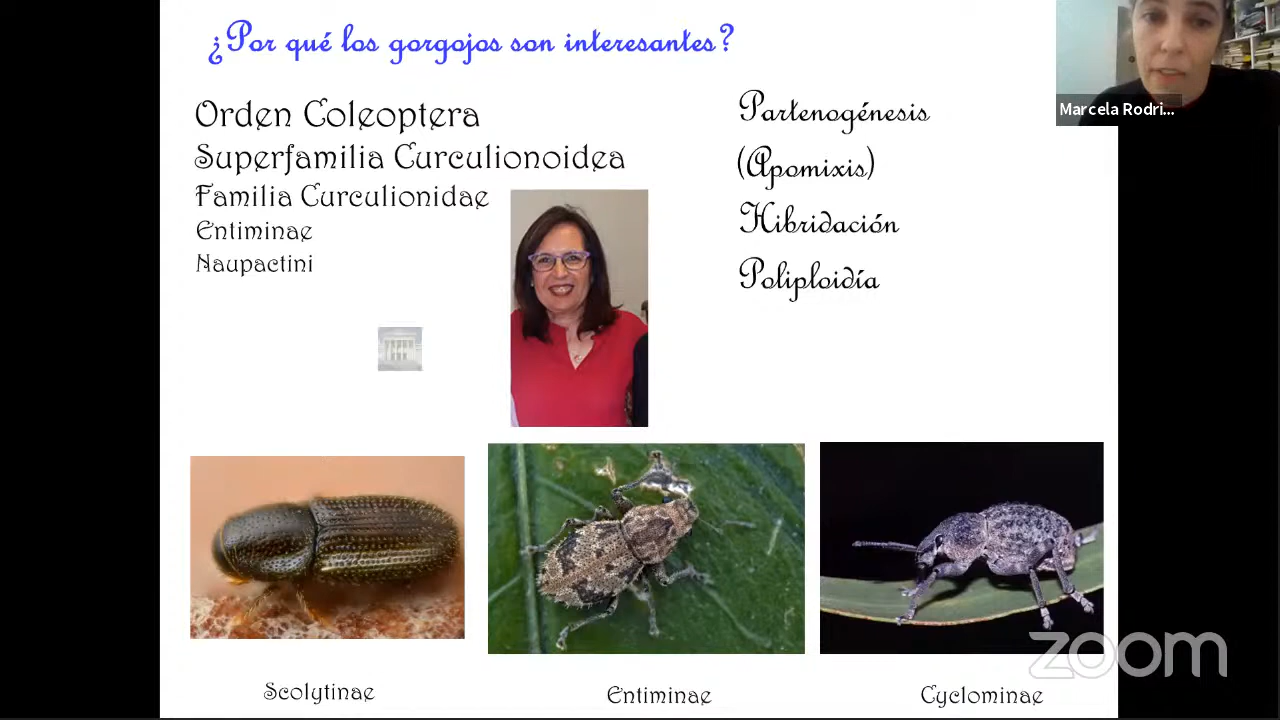 ¿Por qué los gorgojos son interesantes?
Orden Coleoptera
Superfamilia Curculionoidea
Familia Curculionidae
Entiminae
Naupactini
Partenogénesis
(Apomixis)
Hibridación
Poliploidía
Marcela Rodri...
Scolytinae
Entiminae
Cyclominae
zoom